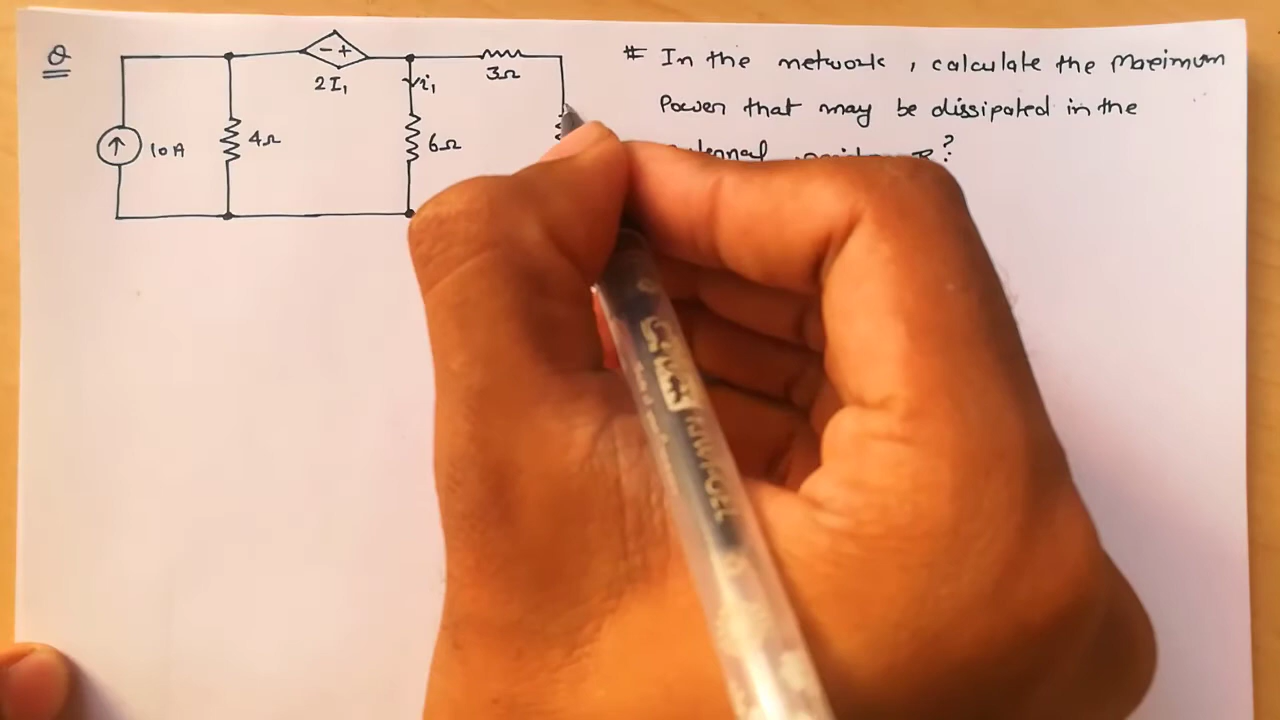 Q
- +
2I₁
i₁
3Ω
10A
4Ω
6Ω
# In the network, calculate the Maximum
Power that may be dissipated in the
R?